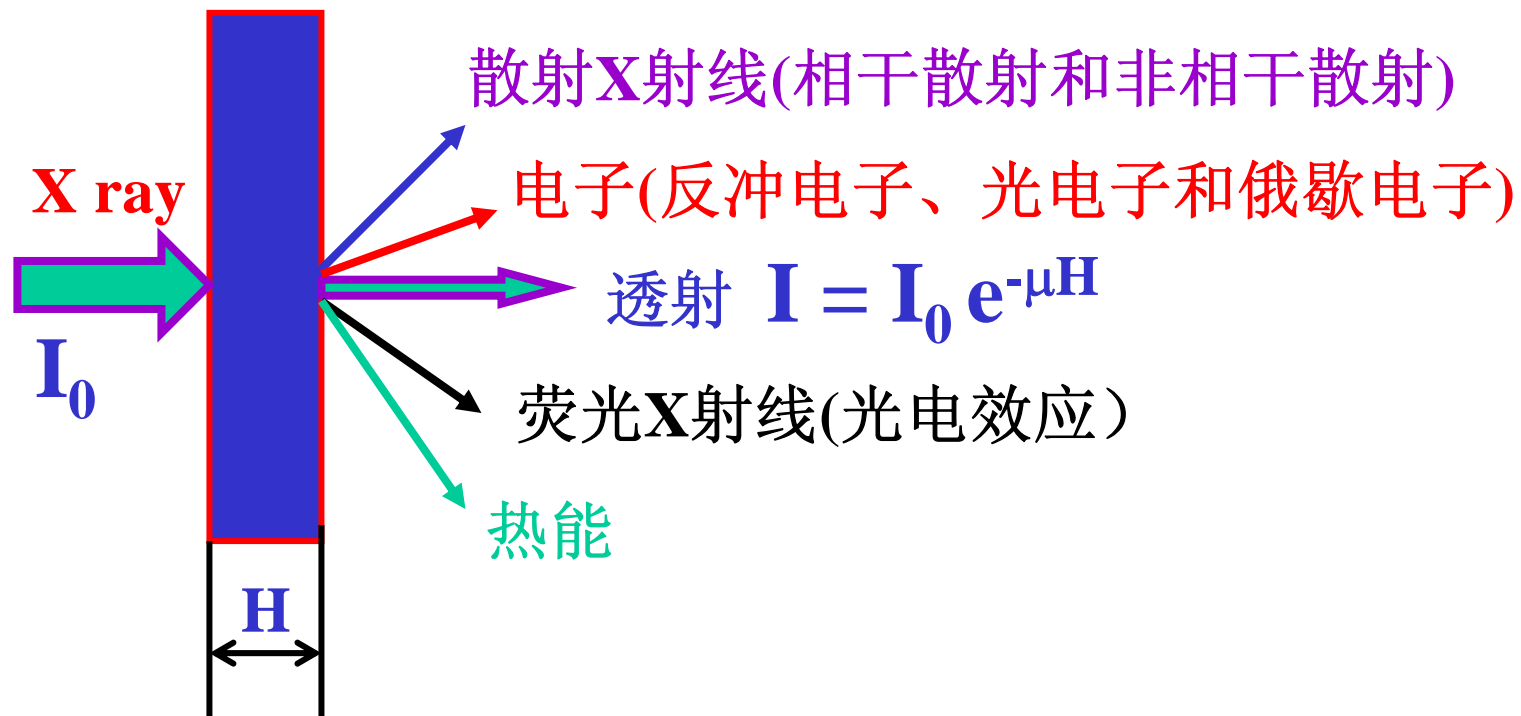 散射X射线(相干散射和非相干散射)
X ray
电子(反冲电子、光电子和俄歇电子)
透射 I = I₀ e^-μH
I₀
荧光X射线(光电效应）
热能
H